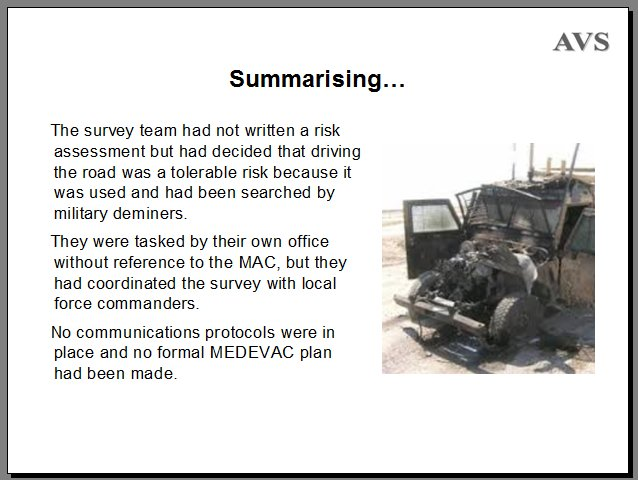 AVS
Summarising…
The survey team had not written a risk
assessment but had decided that driving
the road was a tolerable risk because it
was used and had been searched by
military deminers.
They were tasked by their own office
without reference to the MAC, but they
had coordinated the survey with local
force commanders.
No communications protocols were in
place and no formal MEDEVAC plan
had been made.